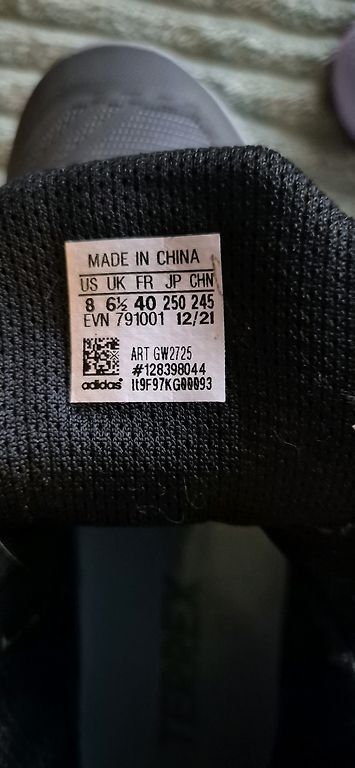 MADE IN CHINA
US UK FR JP CHN
8 6½ 40 250 245
EVN 791001 12/21
ART GW2725
#128398044
adidas® lt9F97KG00093
TERREX